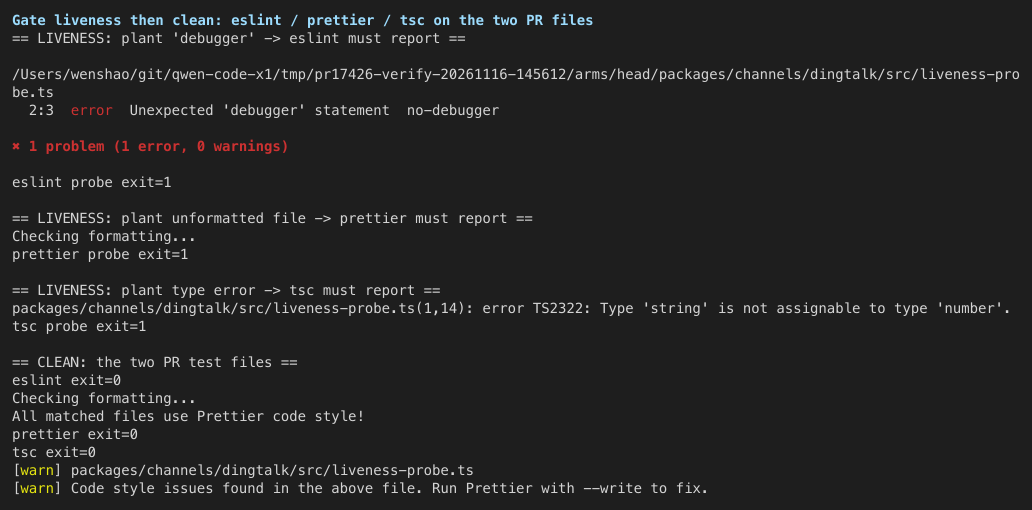 Gate liveness then clean: eslint / prettier / tsc on the two PR files
== LIVENESS: plant 'debugger' -> eslint must report ==
/Users/wenshao/git/qwen-code-x1/tmp/pr17426-verify-20261116-145612/arms/head/packages/channels/dingtalk/src/liveness-pro
be.ts
2:3 error Unexpected 'debugger' statement no-debugger
✖ 1 problem (1 error, 0 warnings)
eslint probe exit=1
== LIVENESS: plant unformatted file -> prettier must report ==
Checking formatting...
prettier probe exit=1
== LIVENESS: plant type error -> tsc must report ==
packages/channels/dingtalk/src/liveness-probe.ts(1,14): error TS2322: Type 'string' is not assignable to type 'number'.
tsc probe exit=1
== CLEAN: the two PR test files ==
eslint exit=0
Checking formatting...
All matched files use Prettier code style!
prettier exit=0
tsc exit=0
[warn] packages/channels/dingtalk/src/liveness-probe.ts
[warn] Code style issues found in the above file. Run Prettier with --write to fix.